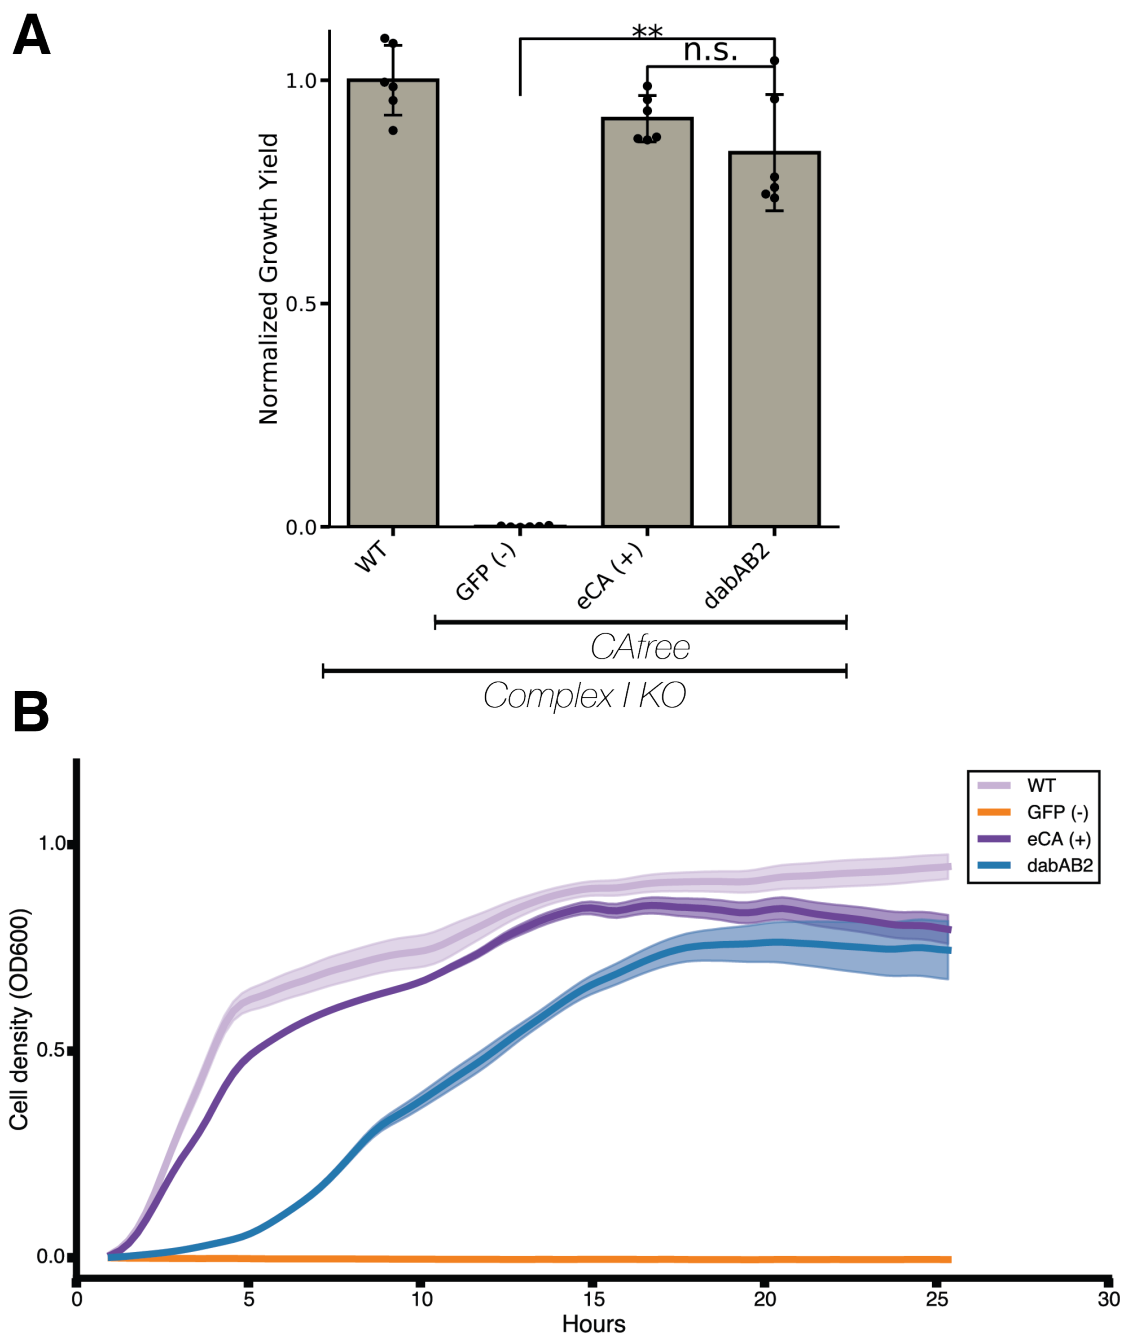 A
**
n.s.
1.0
0.5
0.0
Normalized Growth Yield
WT
GFP (-)
eCA (+)
dabAB2
CAfree
Complex I KO
B
WT
GFP (-)
eCA (+)
dabAB2
1.0
0.5
0.0
Cell density (OD600)
0 5 10 15 20 25 30
Hours